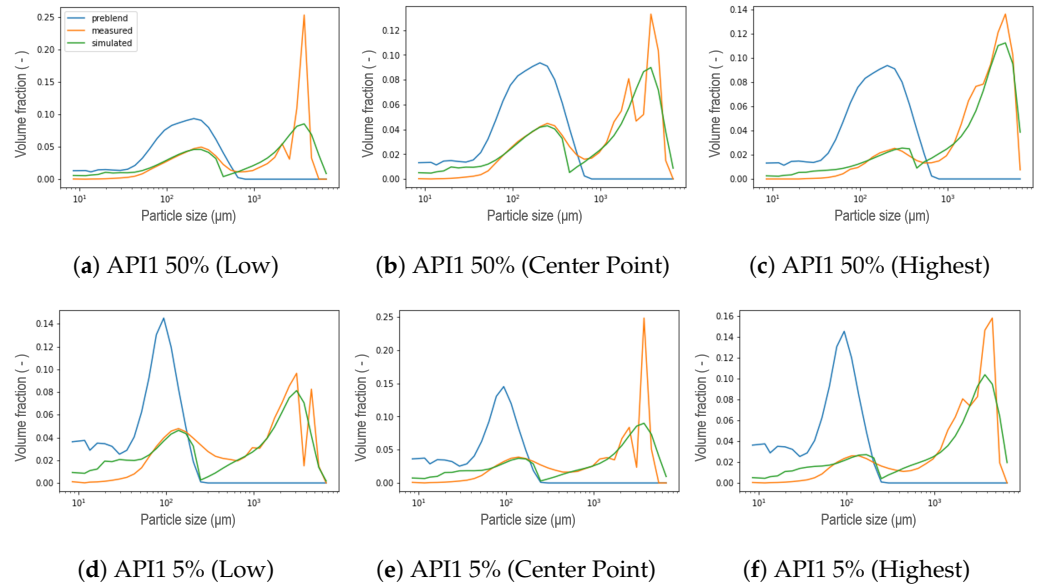 preblend
measured
simulated
Volume fraction ( - )
0.25
0.20
0.15
0.10
0.05
0.00
10¹ 10² 10³
Particle size (µm)
(a) API1 50% (Low)
Volume fraction ( - )
0.14
0.12
0.10
0.08
0.06
0.04
0.02
0.00
10¹ 10² 10³
Particle size (µm)
(b) API1 50% (Center Point)
Volume fraction ( - )
0.14
0.12
0.10
0.08
0.06
0.04
0.02
0.00
10¹ 10² 10³
Particle size (µm)
(c) API1 50% (Highest)
Volume fraction ( - )
0.14
0.12
0.10
0.08
0.06
0.04
0.02
0.00
10¹ 10² 10³
Particle size (µm)
(d) API1 5% (Low)
Volume fraction ( - )
0.25
0.20
0.15
0.10
0.05
0.00
10¹ 10² 10³
Particle size (µm)
(e) API1 5% (Center Point)
Volume fraction ( - )
0.16
0.14
0.12
0.10
0.08
0.06
0.04
0.02
0.00
10¹ 10² 10³
Particle size (µm)
(f) API1 5% (Highest)